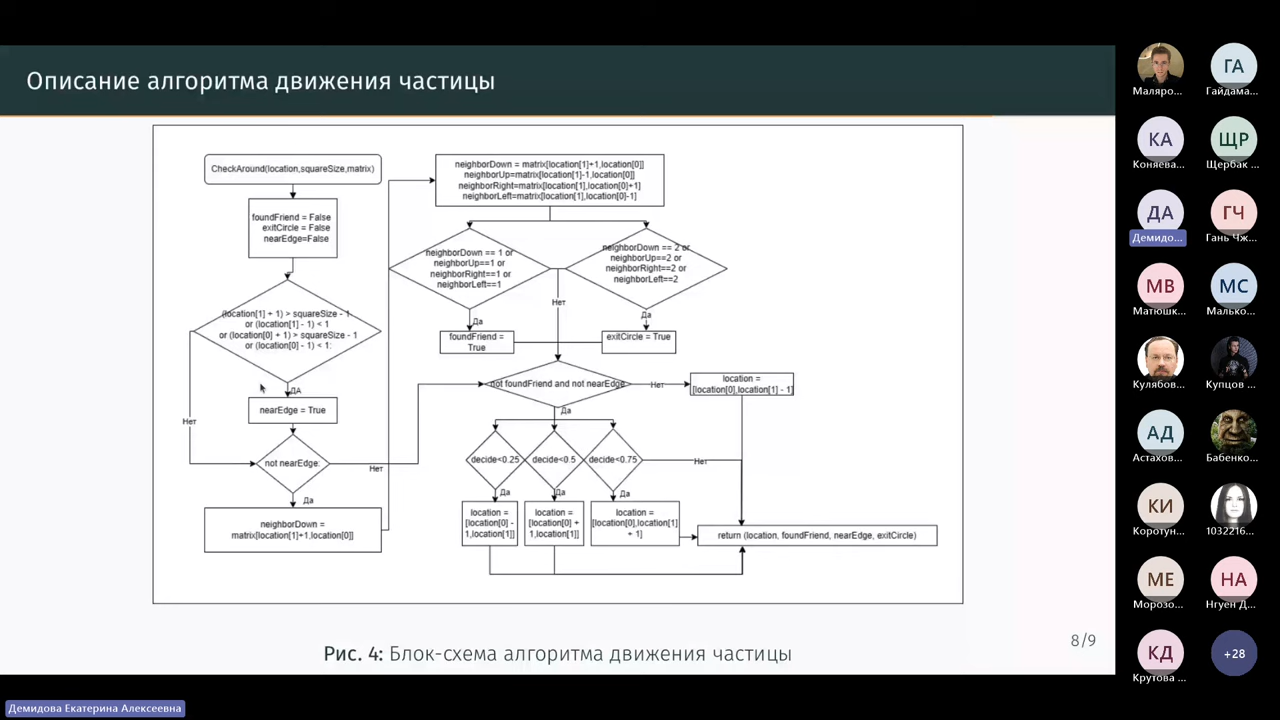 Описание алгоритма движения частицы
CheckAround(location,squareSize,matrix)
foundFriend = False
exitCircle = False
nearEdge=False
(location[1] + 1) > squareSize - 1
or (location[1] - 1) < 1
or (location[0] + 1) > squareSize - 1
or (location[0] - 1) < 1:
ДА
Нет
nearEdge = True
not nearEdge:
Нет
Да
neighborDown =
matrix[location[1]+1,location[0]]
neighborDown = matrix[location[1]+1,location[0]]
neighborUp=matrix[location[1]-1,location[0]]
neighborRight=matrix[location[1],location[0]+1]
neighborLeft=matrix[location[1],location[0]-1]
neighborDown == 1 or
neighborUp==1 or
neighborRight==1 or
neighborLeft==1
neighborDown == 2 or
neighborUp==2 or
neighborRight==2 or
neighborLeft==2
Нет
Да
Да
foundFriend =
True
exitCircle = True
not foundFriend and not nearEdge
Нет
location =
[location[0],location[1] - 1]
Да
decide<0.25
decide<0.5
decide<0.75
Нет
Да
Да
Да
location =
[location[0] -
1,location[1]]
location =
[location[0] +
1,location[1]]
location =
[location[0],location[1]
+ 1]
return (location, foundFriend, nearEdge, exitCircle)
Рис. 4: Блок-схема алгоритма движения частицы
8/9
Маляро...
ГА
Гайдама...
КА
Коняева...
ЩР
Щербак ...
ДА
Демидо...
ГЧ
Гань Чж...
МВ
Матюшк...
МС
Малько...
Кулябов...
Купцов ...
АД
Астахов...
Бабенко...
КИ
Коротун...
1032216...
МЕ
Морозо...
НА
Нгуен Д...
КД
Крутова ...
+28
Демидова Екатерина Алексеевна